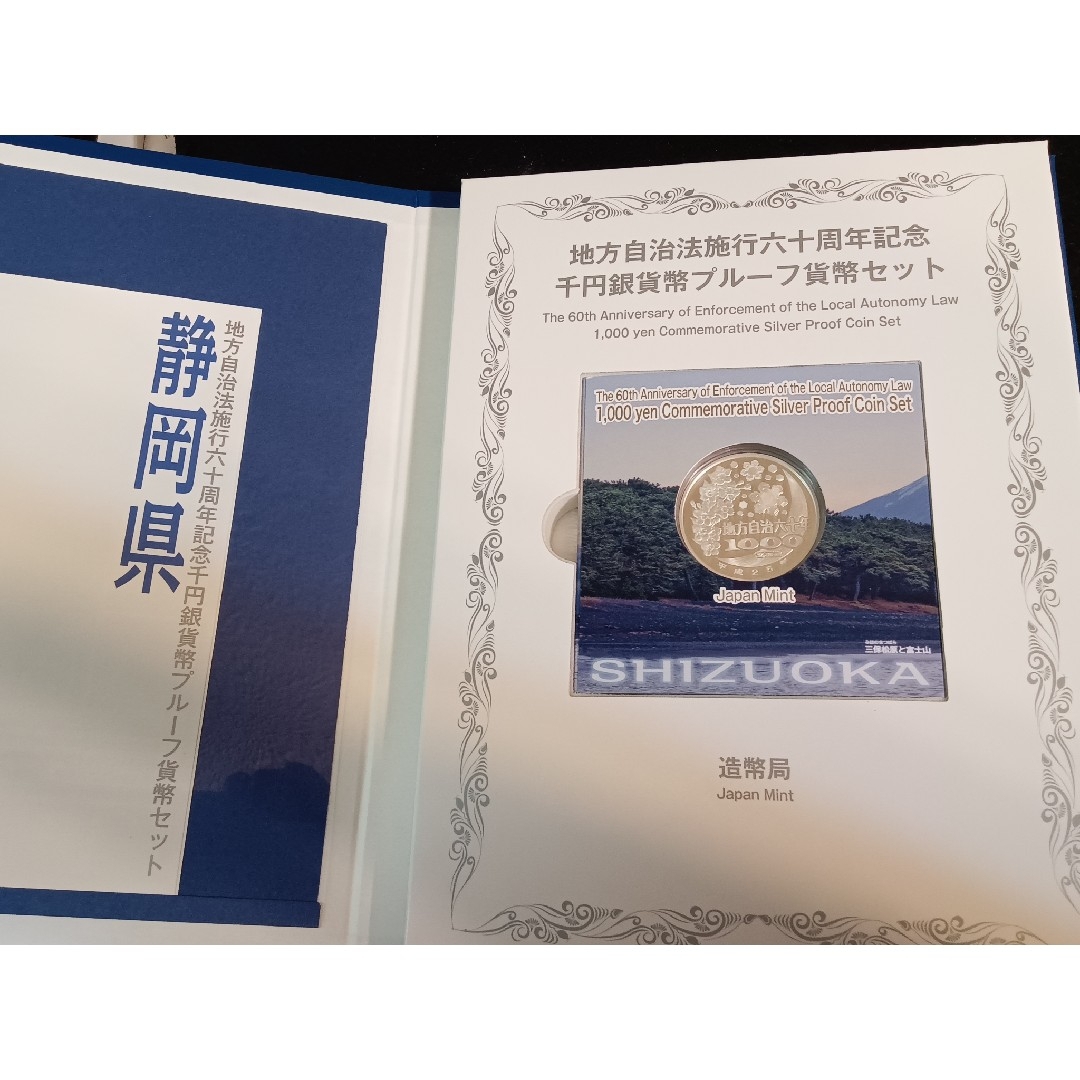 静岡県
地方自治法施行六十周年記念千円銀貨幣プルーフ貨幣セット
地方自治法施行六十周年記念
千円銀貨幣プルーフ貨幣セット
The 60th Anniversary of Enforcement of the Local Autonomy Law
1,000 yen Commemorative Silver Proof Coin Set
The 60th Anniversary of Enforcement of the Local Autonomy Law
1,000 yen Commemorative Silver Proof Coin Set
地方自治六十年
1000
平成25年
Japan Mint
三保松原と富士山
SHIZUOKA
造幣局
Japan Mint